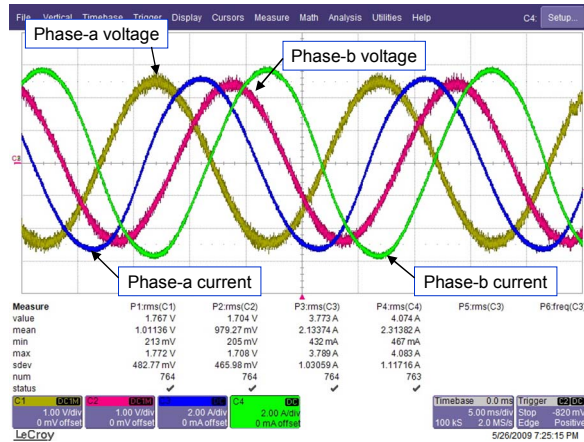 File Vertical Timebase Trigger Display Cursors Measure Math Analysis Utilities Help C4: Setup...
Phase-a voltage
Phase-b voltage
C3
Phase-a current
Phase-b current
Measure P1:rms(C1) P2:rms(C2) P3:rms(C3) P4:rms(C4) P5:rms(C3) P6:freq(C3)
value 1.767 V 1.704 V 3.773 A 4.074 A
mean 1.01136 V 979.27 mV 2.13374 A 2.31382 A
min 213 mV 205 mV 432 mA 467 mA
max 1.772 V 1.708 V 3.789 A 4.083 A
sdev 482.77 mV 465.98 mV 1.03059 A 1.11716 A
num 764 764 764 763
status
C1 DC1M C2 DC1M DC C4 DC Timebase 0.0 ms Trigger C2 DC
1.00 V/div 1.00 V/div 2.00 A/div 2.00 A/div 5.00 ms/div Stop -820 mV
0 mV offset 0 mV offset 0 mA offset 0 mA offset 100 kS 2.0 MS/s Edge Positive
LeCroy 5/26/2009 7:25:15 PM